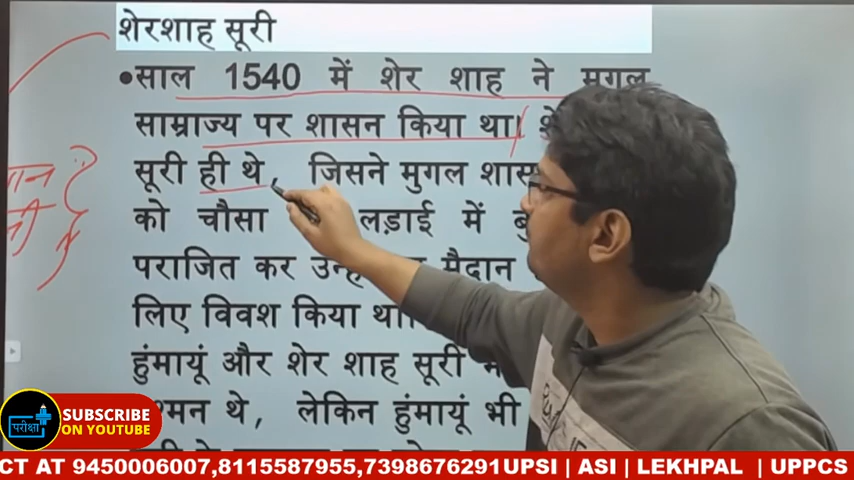 शेरशाह सूरी
•साल 1540 में शेर शाह ने मुगल
साम्राज्य पर शासन किया था।
सूरी ही थे, जिसने मुगल
को चौसा लड़ाई में
पराजित कर मैदान
लिए विवश किया था
हुंमायूं और शेर शाह सूरी
थे, लेकिन हुंमायूं भी
परीक्षा
SUBSCRIBE
ON YOUTUBE
CT AT 9450006007,8115587955,7398676291UPSI | ASI | LEKHPAL | UPPCS